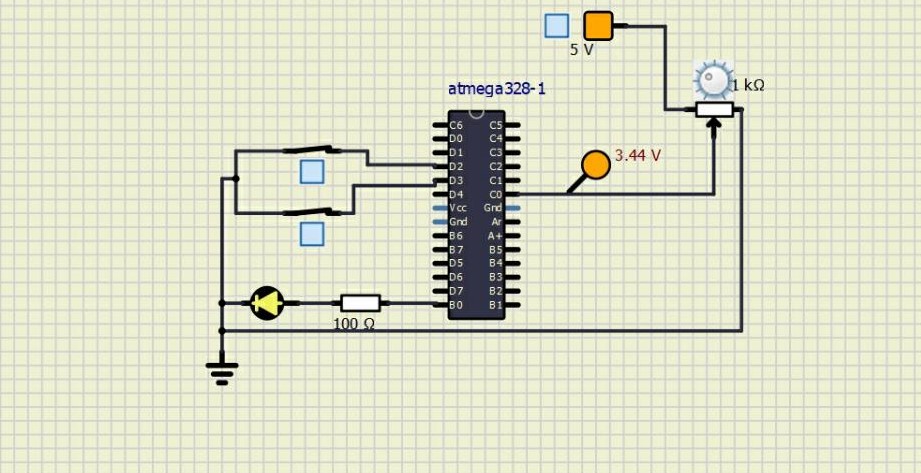 5 V
1 kΩ
atmega328-1
3.44 V
C6 C5
D0 C4
D1 C3
D2 C2
D3 C1
D4 C0
Vcc Gnd
Gnd Ar
B6 A+
B7 B5
D5 B4
D6 B3
D7 B2
B0 B1
100 Ω